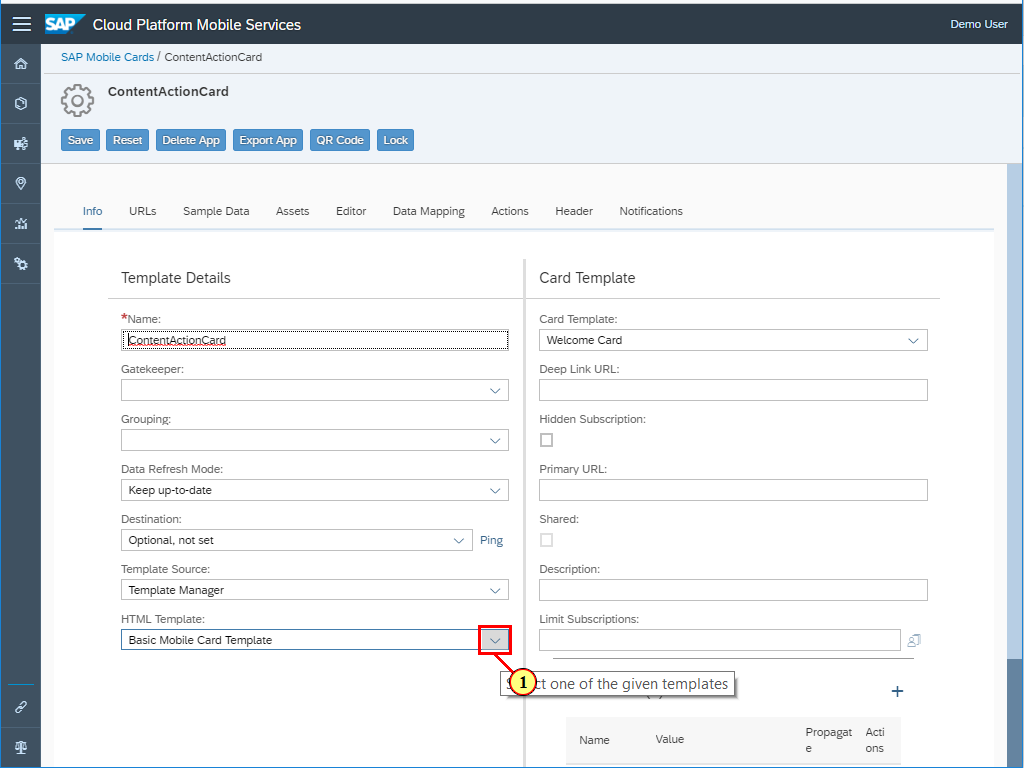 SAP Cloud Platform Mobile Services Demo User
SAP Mobile Cards / ContentActionCard
ContentActionCard
Save Reset Delete App Export App QR Code Lock
Info URLs Sample Data Assets Editor Data Mapping Actions Header Notifications
Template Details
*Name:
ContentActionCard
Gatekeeper:
Grouping:
Data Refresh Mode:
Keep up-to-date
Destination:
Optional, not set Ping
Template Source:
Template Manager
HTML Template:
Basic Mobile Card Template
1
one of the given templates
Card Template
Card Template:
Welcome Card
Deep Link URL:
Hidden Subscription:
Primary URL:
Shared:
Description:
Limit Subscriptions:
Name Value Propagat
e Acti
ons